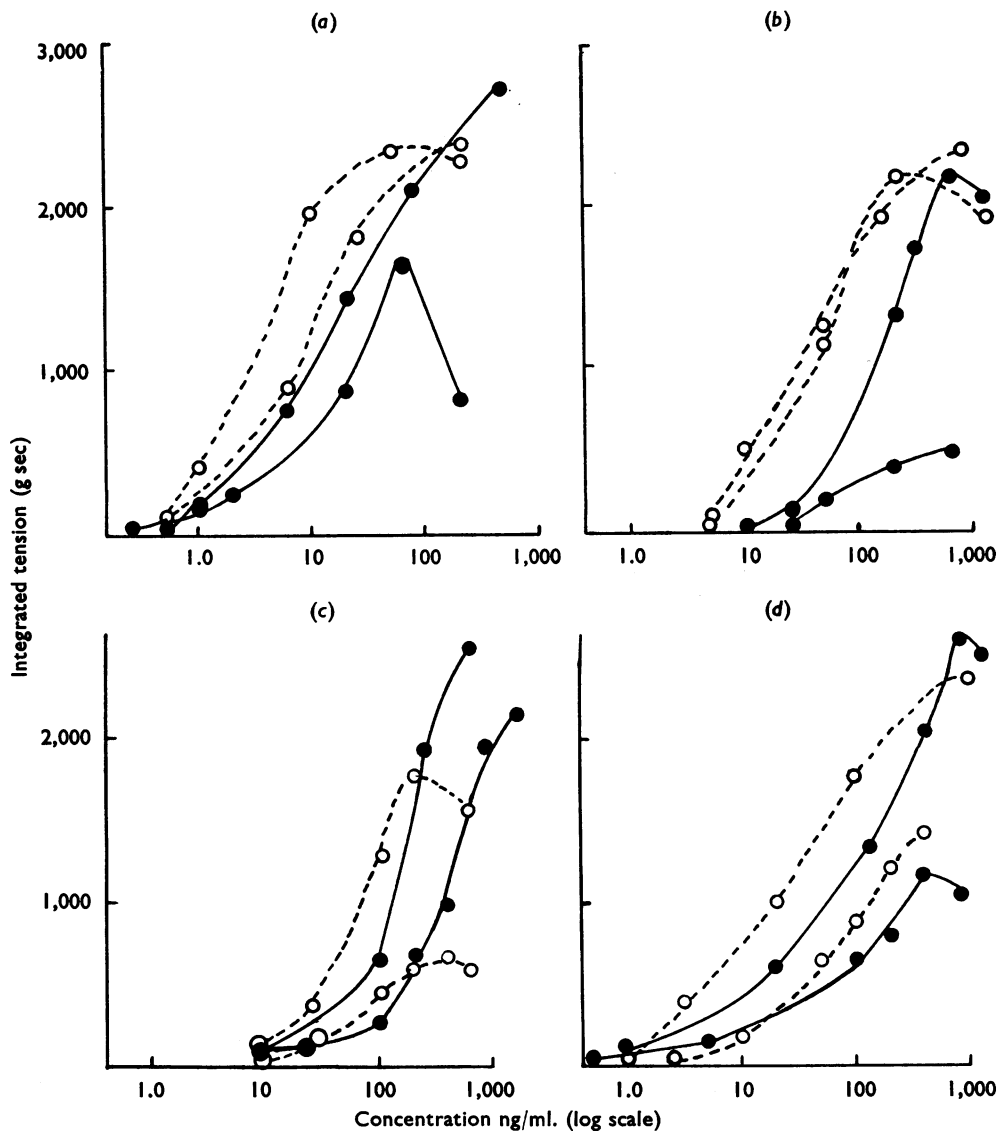 (a)
(b)
3,000
2,000
1,000
1.0 10 100 1,000
1.0 10 100 1,000
Integrated tension (g sec)
(c)
(d)
2,000
1,000
1.0 10 100 1,000
1.0 10 100 1,000
Concentration ng/ml. (log scale)